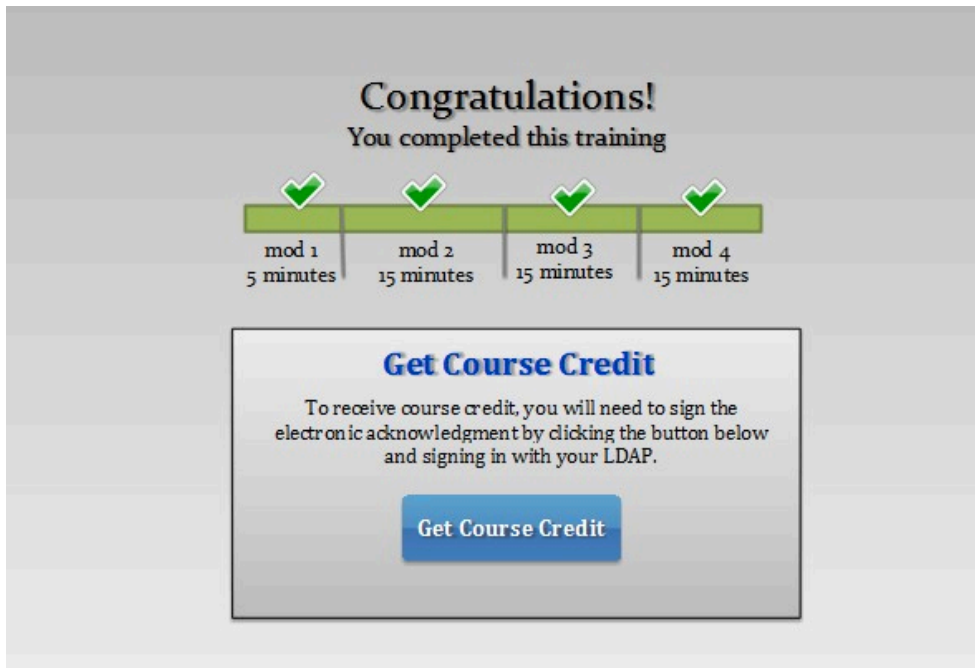 Congratulations!
You completed this training
mod 1
5 minutes
mod 2
15 minutes
mod 3
15 minutes
mod 4
15 minutes
Get Course Credit
To receive course credit, you will need to sign the
electronic acknowledgment by clicking the button below
and signing in with your LDAP.
Get Course Credit